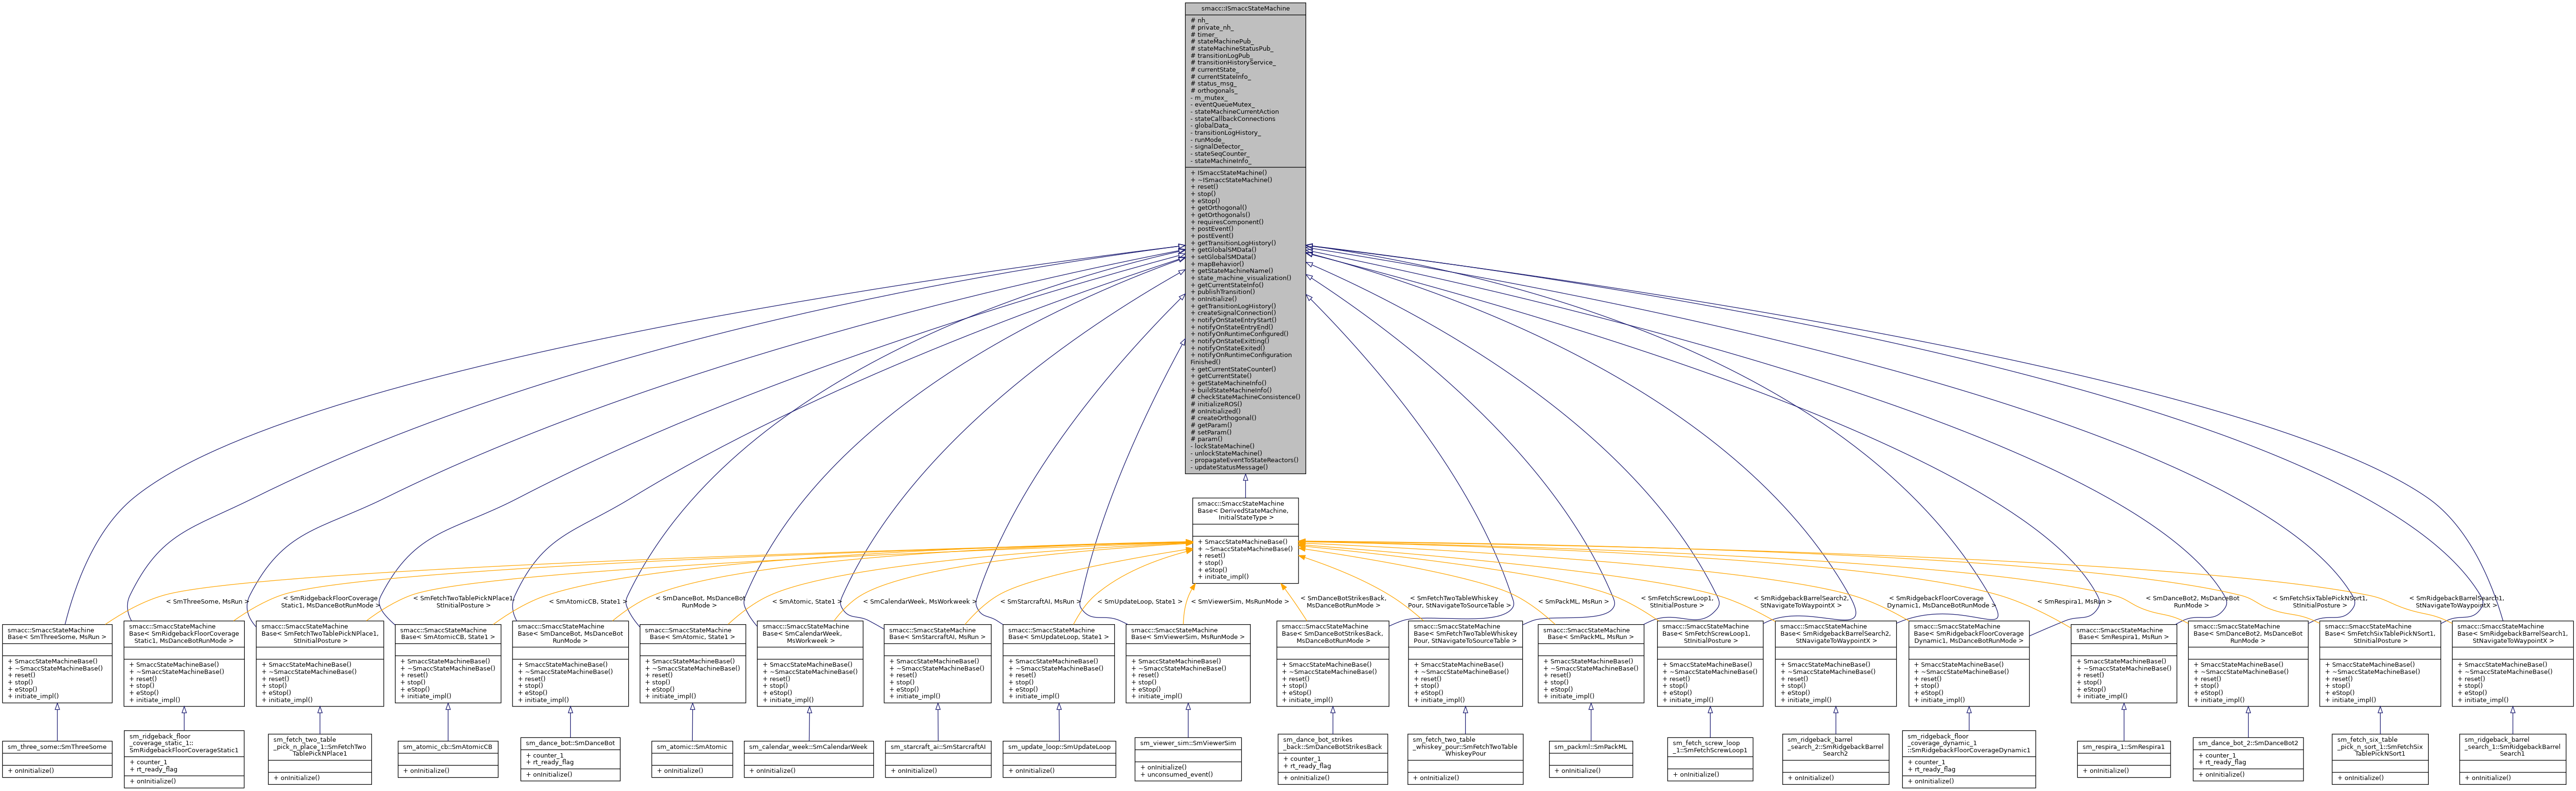 smacc::ISmaccStateMachine
# nh_
# private_nh_
# timer_
# stateMachinePub_
# stateMachineStatusPub_
# transitionLogPub_
# transitionHistoryService_
# currentState_
# currentStateInfo_
# status_msg_
# orthogonals_
- m_mutex_
- eventQueueMutex_
- stateMachineCurrentAction
- stateCallbackConnections
- globalData_
- transitionLogHistory_
- runMode_
- signalDetector_
- stateSeqCounter_
- stateMachineInfo_
+ ISmaccStateMachine()
+ ~ISmaccStateMachine()
+ reset()
+ stop()
+ eStop()
+ getOrthogonal()
+ getOrthogonals()
+ requiresComponent()
+ postEvent()
+ postEvent()
+ getTransitionLogHistory()
+ getGlobalSMData()
+ setGlobalSMData()
+ mapBehavior()
+ getStateMachineName()
+ state_machine_visualization()
+ getCurrentStateInfo()
+ publishTransition()
+ onInitialize()
+ getTransitionLogHistory()
+ createSignalConnection()
+ notifyOnStateEntryStart()
+ notifyOnStateEntryEnd()
+ notifyOnRuntimeConfigured()
+ notifyOnStateExitting()
+ notifyOnStateExited()
+ notifyOnRuntimeConfiguration
Finished()
+ getCurrentStateCounter()
+ getCurrentState()
+ getStateMachineInfo()
+ buildStateMachineInfo()
# checkStateMachineConsistence()
# initializeROS()
# onInitialized()
# createOrthogonal()
# getParam()
# setParam()
# param()
- lockStateMachine()
- unlockStateMachine()
- propagateEventToStateReactors()
- updateStatusMessage()
smacc::SmaccStateMachine
Base< DerivedStateMachine,
InitialStateType >
+ SmaccStateMachineBase()
+ ~SmaccStateMachineBase()
+ reset()
+ stop()
+ eStop()
+ initiate_impl()
< SmThreeSome, MsRun >
< SmRidgebackFloorCoverage
Static1, MsDanceBotRunMode >
< SmFetchTwoTablePickNPlace1,
StInitialPosture >
< SmAtomicCB, State1 >
< SmDanceBot, MsDanceBot
RunMode >
< SmAtomic, State1 >
< SmCalendarWeek, MsWorkweek >
< SmStarcraftAI, MsRun >
< SmUpdateLoop, State1 >
< SmViewerSim, MsRunMode >
< SmDanceBotStrikesBack,
MsDanceBotRunMode >
< SmFetchTwoTableWhiskey
Pour, StNavigateToSourceTable >
< SmPackML, MsRun >
< SmFetchScrewLoop1,
StInitialPosture >
< SmRidgebackBarrelSearch2,
StNavigateToWaypointX >
< SmRidgebackFloorCoverage
Dynamic1, MsDanceBotRunMode >
< SmRespira1, MsRun >
< SmDanceBot2, MsDanceBot
RunMode >
< SmFetchSixTablePickNSort1,
StInitialPosture >
< SmRidgebackBarrelSearch1,
StNavigateToWaypointX >
smacc::SmaccStateMachine
Base< SmThreeSome, MsRun >
+ SmaccStateMachineBase()
+ ~SmaccStateMachineBase()
+ reset()
+ stop()
+ eStop()
+ initiate_impl()
smacc::SmaccStateMachine
Base< SmRidgebackFloorCoverage
Static1, MsDanceBotRunMode >
+ SmaccStateMachineBase()
+ ~SmaccStateMachineBase()
+ reset()
+ stop()
+ eStop()
+ initiate_impl()
smacc::SmaccStateMachine
Base< SmFetchTwoTablePickNPlace1,
StInitialPosture >
+ SmaccStateMachineBase()
+ ~SmaccStateMachineBase()
+ reset()
+ stop()
+ eStop()
+ initiate_impl()
smacc::SmaccStateMachine
Base< SmAtomicCB, State1 >
+ SmaccStateMachineBase()
+ ~SmaccStateMachineBase()
+ reset()
+ stop()
+ eStop()
+ initiate_impl()
smacc::SmaccStateMachine
Base< SmDanceBot, MsDanceBot
RunMode >
+ SmaccStateMachineBase()
+ ~SmaccStateMachineBase()
+ reset()
+ stop()
+ eStop()
+ initiate_impl()
smacc::SmaccStateMachine
Base< SmAtomic, State1 >
+ SmaccStateMachineBase()
+ ~SmaccStateMachineBase()
+ reset()
+ stop()
+ eStop()
+ initiate_impl()
smacc::SmaccStateMachine
Base< SmCalendarWeek,
MsWorkweek >
+ SmaccStateMachineBase()
+ ~SmaccStateMachineBase()
+ reset()
+ stop()
+ eStop()
+ initiate_impl()
smacc::SmaccStateMachine
Base< SmStarcraftAI, MsRun >
+ SmaccStateMachineBase()
+ ~SmaccStateMachineBase()
+ reset()
+ stop()
+ eStop()
+ initiate_impl()
smacc::SmaccStateMachine
Base< SmUpdateLoop, State1 >
+ SmaccStateMachineBase()
+ ~SmaccStateMachineBase()
+ reset()
+ stop()
+ eStop()
+ initiate_impl()
smacc::SmaccStateMachine
Base< SmViewerSim, MsRunMode >
+ SmaccStateMachineBase()
+ ~SmaccStateMachineBase()
+ reset()
+ stop()
+ eStop()
+ initiate_impl()
smacc::SmaccStateMachine
Base< SmDanceBotStrikesBack,
MsDanceBotRunMode >
+ SmaccStateMachineBase()
+ ~SmaccStateMachineBase()
+ reset()
+ stop()
+ eStop()
+ initiate_impl()
smacc::SmaccStateMachine
Base< SmFetchTwoTableWhiskey
Pour, StNavigateToSourceTable >
+ SmaccStateMachineBase()
+ ~SmaccStateMachineBase()
+ reset()
+ stop()
+ eStop()
+ initiate_impl()
smacc::SmaccStateMachine
Base< SmPackML, MsRun >
+ SmaccStateMachineBase()
+ ~SmaccStateMachineBase()
+ reset()
+ stop()
+ eStop()
+ initiate_impl()
smacc::SmaccStateMachine
Base< SmFetchScrewLoop1,
StInitialPosture >
+ SmaccStateMachineBase()
+ ~SmaccStateMachineBase()
+ reset()
+ stop()
+ eStop()
+ initiate_impl()
smacc::SmaccStateMachine
Base< SmRidgebackBarrelSearch2,
StNavigateToWaypointX >
+ SmaccStateMachineBase()
+ ~SmaccStateMachineBase()
+ reset()
+ stop()
+ eStop()
+ initiate_impl()
smacc::SmaccStateMachine
Base< SmRidgebackFloorCoverage
Dynamic1, MsDanceBotRunMode >
+ SmaccStateMachineBase()
+ ~SmaccStateMachineBase()
+ reset()
+ stop()
+ eStop()
+ initiate_impl()
smacc::SmaccStateMachine
Base< SmRespira1, MsRun >
+ SmaccStateMachineBase()
+ ~SmaccStateMachineBase()
+ reset()
+ stop()
+ eStop()
+ initiate_impl()
smacc::SmaccStateMachine
Base< SmDanceBot2, MsDanceBot
RunMode >
+ SmaccStateMachineBase()
+ ~SmaccStateMachineBase()
+ reset()
+ stop()
+ eStop()
+ initiate_impl()
smacc::SmaccStateMachine
Base< SmFetchSixTablePickNSort1,
StInitialPosture >
+ SmaccStateMachineBase()
+ ~SmaccStateMachineBase()
+ reset()
+ stop()
+ eStop()
+ initiate_impl()
smacc::SmaccStateMachine
Base< SmRidgebackBarrelSearch1,
StNavigateToWaypointX >
+ SmaccStateMachineBase()
+ ~SmaccStateMachineBase()
+ reset()
+ stop()
+ eStop()
+ initiate_impl()
sm_three_some::SmThreeSome
+ onInitialize()
sm_ridgeback_floor
_coverage_static_1::
SmRidgebackFloorCoverageStatic1
+ counter_1
+ rt_ready_flag
+ onInitialize()
sm_fetch_two_table
_pick_n_place_1::SmFetchTwo
TablePickNPlace1
+ onInitialize()
sm_atomic_cb::SmAtomicCB
+ onInitialize()
sm_dance_bot::SmDanceBot
+ counter_1
+ rt_ready_flag
+ onInitialize()
sm_atomic::SmAtomic
+ onInitialize()
sm_calendar_week::SmCalendarWeek
+ onInitialize()
sm_starcraft_ai::SmStarcraftAI
+ onInitialize()
sm_update_loop::SmUpdateLoop
+ onInitialize()
sm_viewer_sim::SmViewerSim
+ onInitialize()
+ unconsumed_event()
sm_dance_bot_strikes
_back::SmDanceBotStrikesBack
+ counter_1
+ rt_ready_flag
+ onInitialize()
sm_fetch_two_table
_whiskey_pour::SmFetchTwoTable
WhiskeyPour
+ onInitialize()
sm_packml::SmPackML
+ onInitialize()
sm_fetch_screw_loop
_1::SmFetchScrewLoop1
+ onInitialize()
sm_ridgeback_barrel
_search_2::SmRidgebackBarrel
Search2
+ onInitialize()
sm_ridgeback_floor
_coverage_dynamic_1
::SmRidgebackFloorCoverageDynamic1
+ counter_1
+ rt_ready_flag
+ onInitialize()
sm_respira_1::SmRespira1
+ onInitialize()
sm_dance_bot_2::SmDanceBot2
+ counter_1
+ rt_ready_flag
+ onInitialize()
sm_fetch_six_table
_pick_n_sort_1::SmFetchSix
TablePickNSort1
+ onInitialize()
sm_ridgeback_barrel
_search_1::SmRidgebackBarrel
Search1
+ onInitialize()